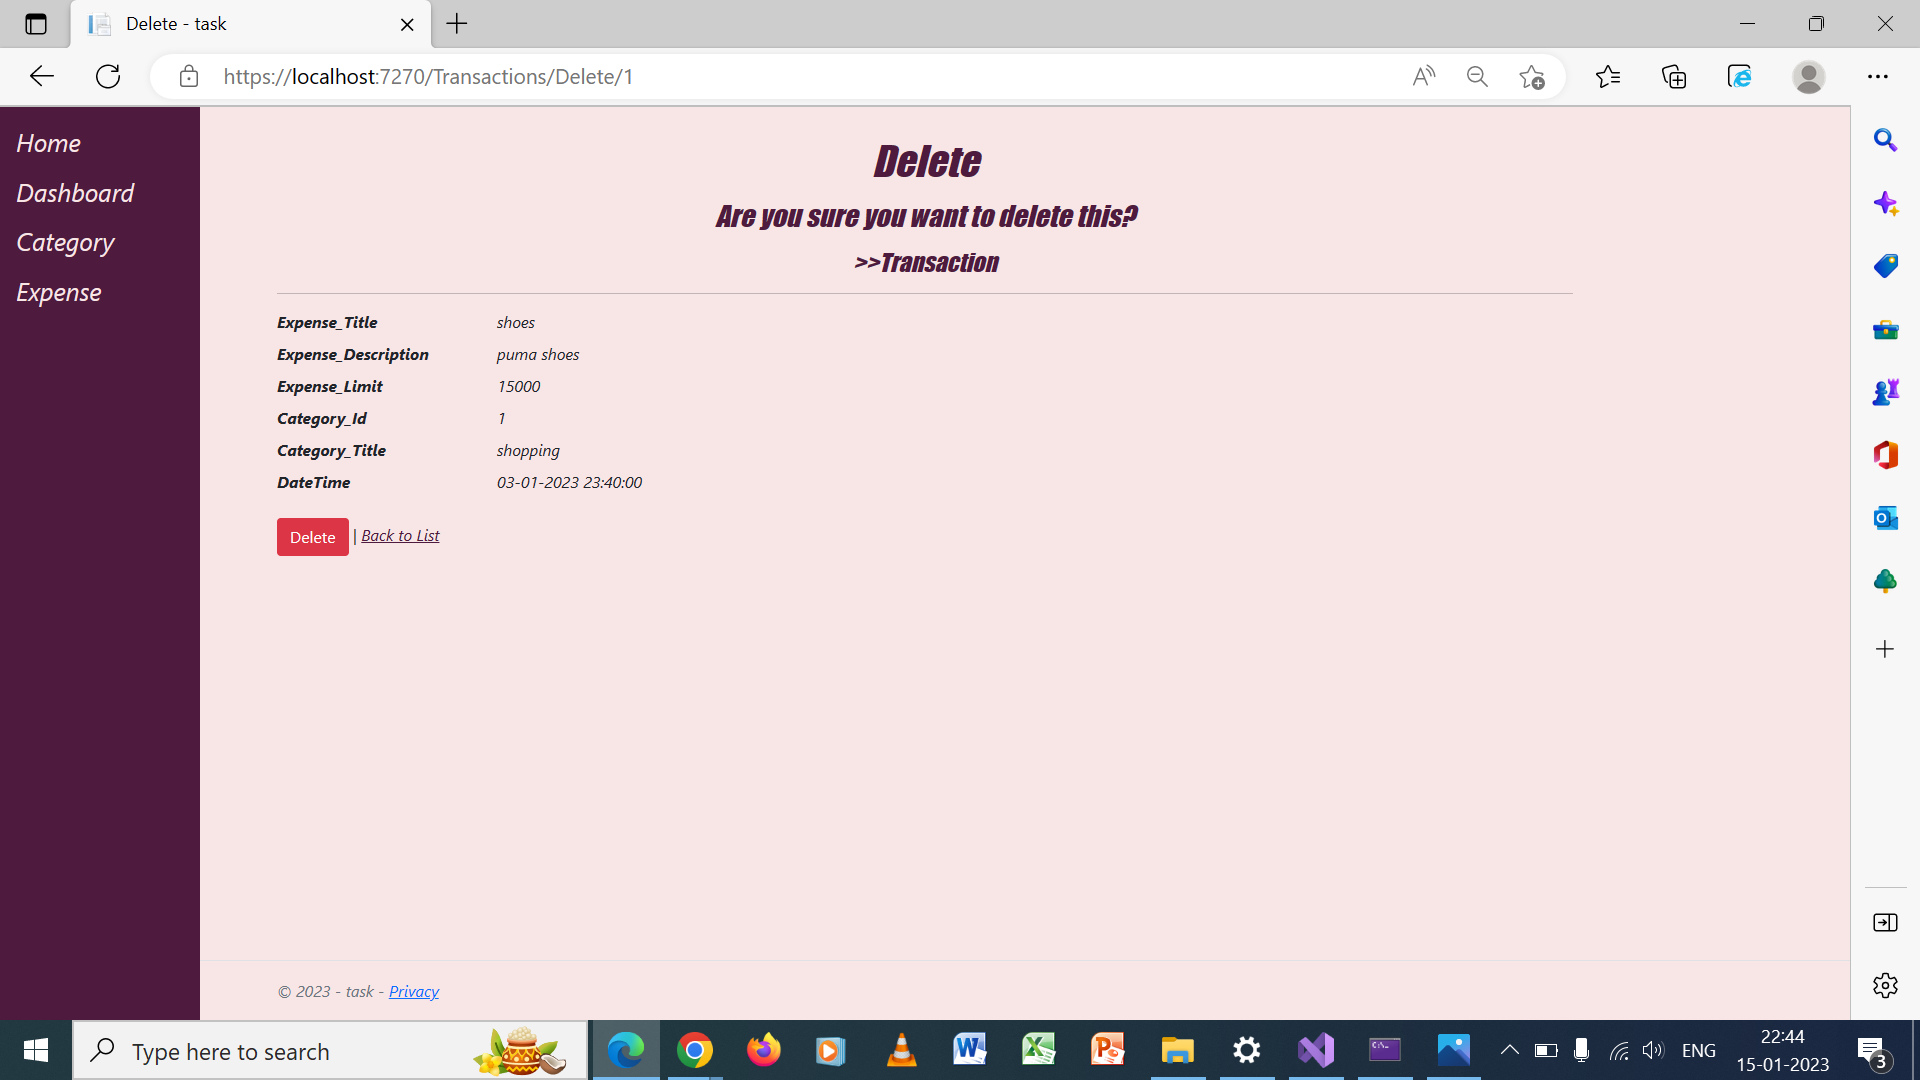 Delete - task
https://localhost:7270/Transactions/Delete/1
Home
Dashboard
Category
Expense
Delete
Are you sure you want to delete this?
>>Transaction
Expense_Title shoes
Expense_Description puma shoes
Expense_Limit 15000
Category_Id 1
Category_Title shopping
DateTime 03-01-2023 23:40:00
Delete | Back to List
© 2023 - task - Privacy
Type here to search
ENG
22:44
15-01-2023
3